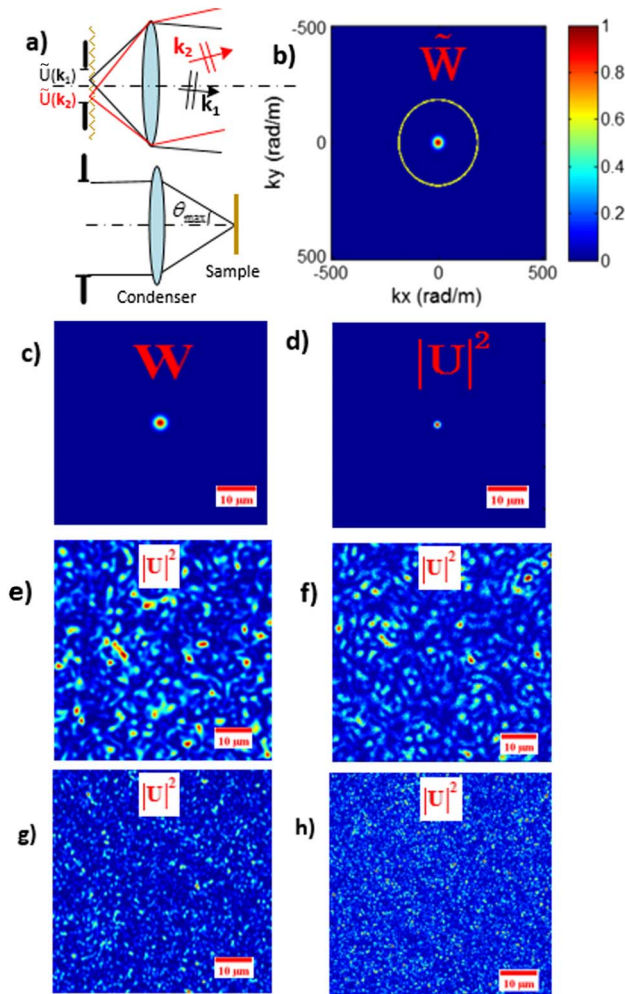 a)
Ũ(k₁)
Ũ(k₂)
k₂
k₁
θmax
Sample
Condenser
b)
W̃
-500
0
500
ky (rad/m)
-500 0 500
kx (rad/m)
1
0.8
0.6
0.4
0.2
0
c)
W
10 μm
d)
|U|²
10 μm
e)
|U|²
10 μm
f)
|U|²
10 μm
g)
|U|²
10 μm
h)
|U|²
10 μm